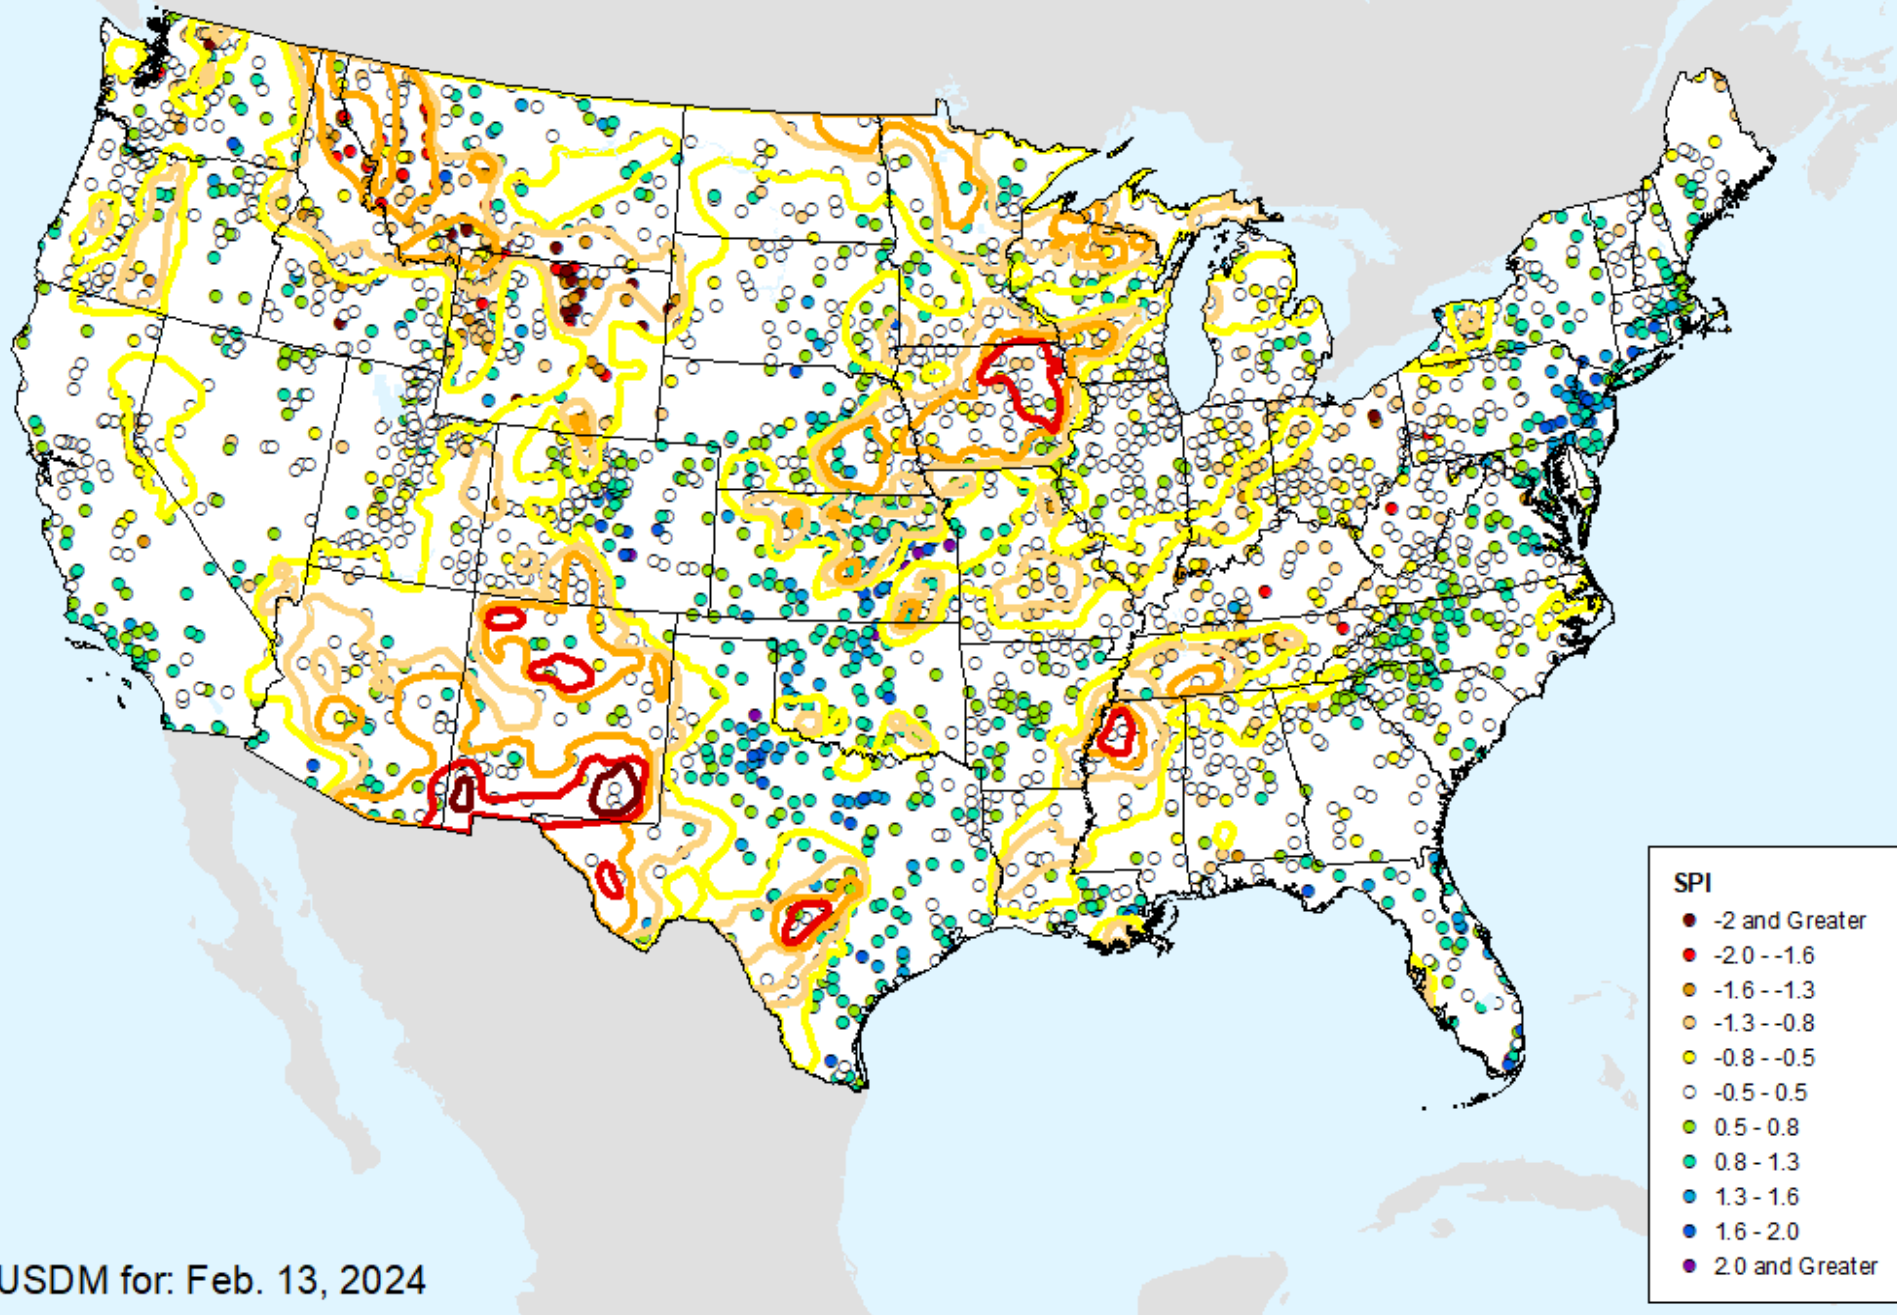 SPI
-2 and Greater
-2.0 - -1.6
-1.6 - -1.3
-1.3 - -0.8
-0.8 - -0.5
-0.5 - 0.5
0.5 - 0.8
0.8 - 1.3
1.3 - 1.6
1.6 - 2.0
2.0 and Greater
USDM for: Feb. 13, 2024